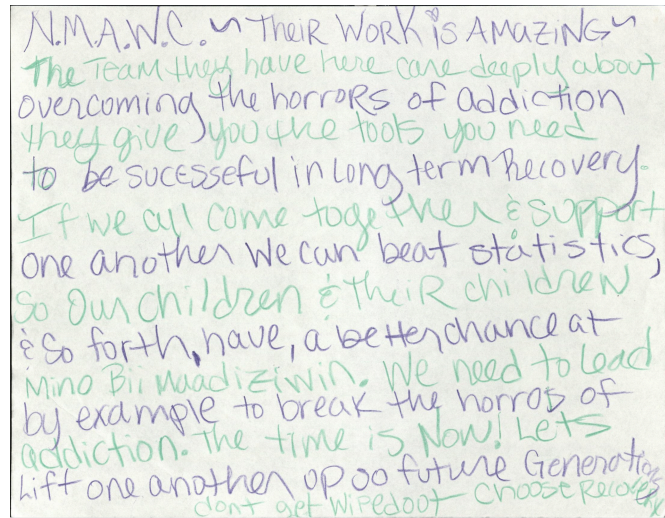 N.M.A.W.C. ~ Their Work is Amazing ~
The Team they have here care deeply about
overcoming the horrors of addiction
they give you the tools you need
to be sucesseful in Long term Recovery.
If we all come together & support
one another We can beat statistics,
So Our children & their children
& so forth, have, a better chance at
Mino Bii Maadiziwin. We need to Lead
by example to break the horros of
addiction. The time is Now! Lets
Lift one another up so future Generations
dont get wipedout - Choose Recovery